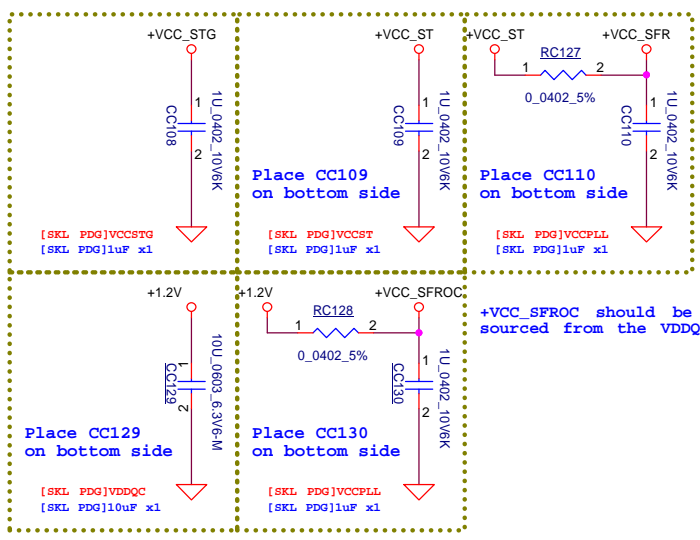 +VCC_STG
1
CC108
1U_0402_10V6K
2
[SKL PDG]VCCSTG
[SKL PDG]1uF x1
+VCC_ST
1
CC109
1U_0402_10V6K
2
Place CC109
on bottom side
[SKL PDG]VCCST
[SKL PDG]1uF x1
+VCC_ST
+VCC_SFR
RC127
1
2
0_0402_5%
1
CC110
1U_0402_10V6K
2
Place CC110
on bottom side
[SKL PDG]VCCPLL
[SKL PDG]1uF x1
+1.2V
1
CC129
10U_0603_6.3V6-M
2
Place CC129
on bottom side
[SKL PDG]VDDQC
[SKL PDG]10uF x1
+1.2V
+VCC_SFROC
RC128
1
2
0_0402_5%
1
CC130
1U_0402_10V6K
2
Place CC130
on bottom side
[SKL PDG]VCCPLL
[SKL PDG]1uF x1
+VCC_SFROC should be
sourced from the VDDQ